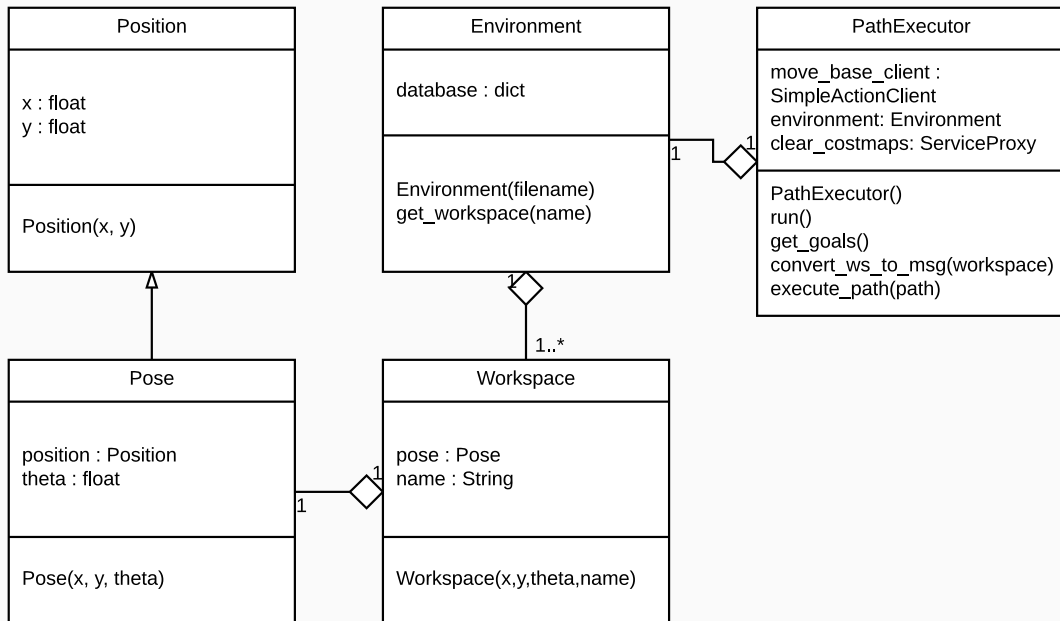 Position
x : float
y : float
Position(x, y)
Environment
database : dict
Environment(filename)
get_workspace(name)
PathExecutor
move_base_client :
SimpleActionClient
environment: Environment
clear_costmaps: ServiceProxy
PathExecutor()
run()
get_goals()
convert_ws_to_msg(workspace)
execute_path(path)
1
1
1
1..*
Pose
position : Position
theta : float
Pose(x, y, theta)
1
1
Workspace
pose : Pose
name : String
Workspace(x,y,theta,name)